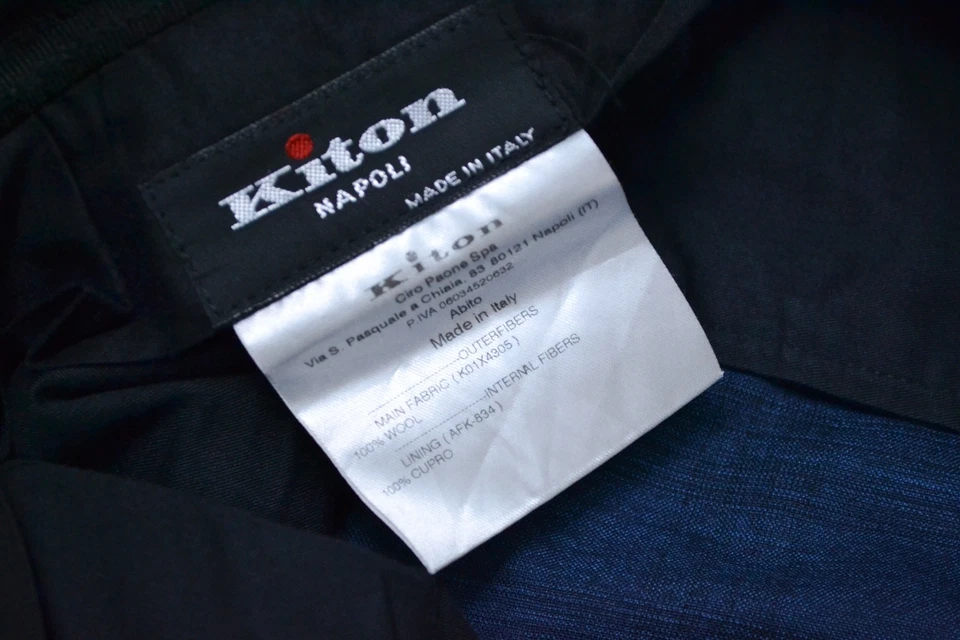 Kiton
NAPOLI
MADE IN ITALY
Kiton
Ciro Paone Spa
Via S. Pasquale a Chiaia, 83 80121 Napoli (IT)
P.IVA 06034520632
Abito
Made in Italy
--------------------OUTERFIBERS
MAIN FABRIC ( K01X4305 )
100% WOOL
--------------------INTERNAL FIBERS
LINING ( AFK-834 )
100% CUPRO